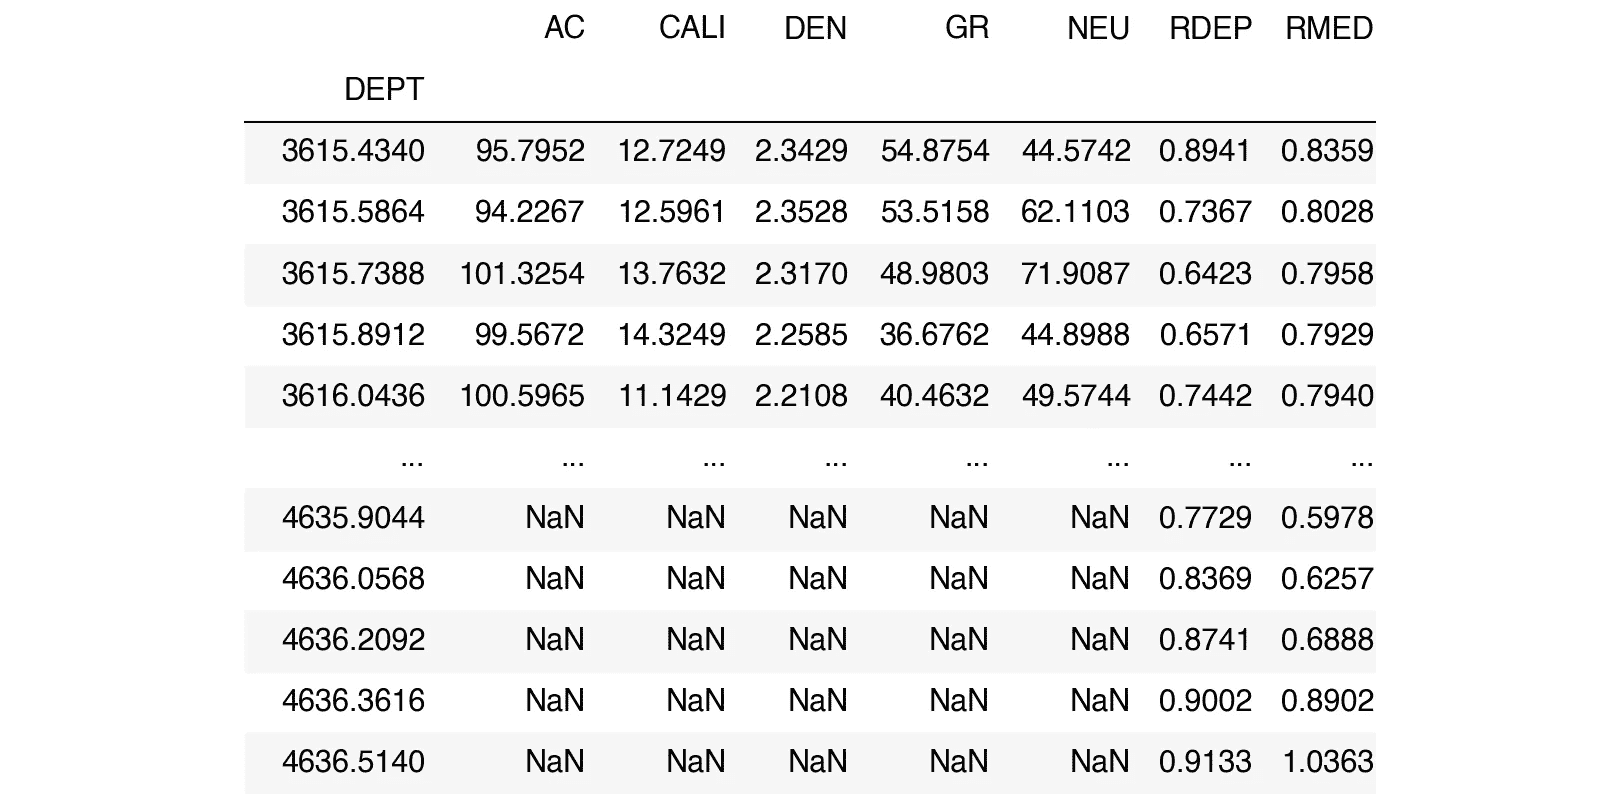 AC CALI DEN GR NEU RDEP RMED
DEPT
3615.4340 95.7952 12.7249 2.3429 54.8754 44.5742 0.8941 0.8359
3615.5864 94.2267 12.5961 2.3528 53.5158 62.1103 0.7367 0.8028
3615.7388 101.3254 13.7632 2.3170 48.9803 71.9087 0.6423 0.7958
3615.8912 99.5672 14.3249 2.2585 36.6762 44.8988 0.6571 0.7929
3616.0436 100.5965 11.1429 2.2108 40.4632 49.5744 0.7442 0.7940
... ... ... ... ... ... ... ...
4635.9044 NaN NaN NaN NaN NaN 0.7729 0.5978
4636.0568 NaN NaN NaN NaN NaN 0.8369 0.6257
4636.2092 NaN NaN NaN NaN NaN 0.8741 0.6888
4636.3616 NaN NaN NaN NaN NaN 0.9002 0.8902
4636.5140 NaN NaN NaN NaN NaN 0.9133 1.0363